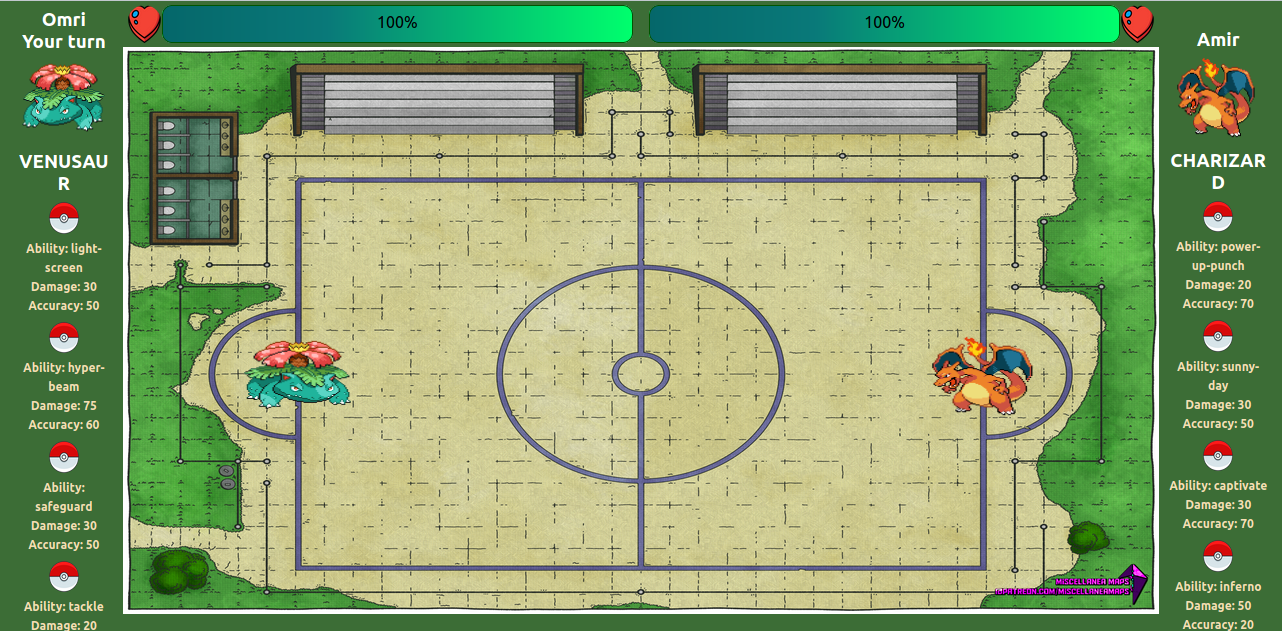 Omri
Your turn
VENUSAU
R
Ability: light-
screen
Damage: 30
Accuracy: 50
Ability: hyper-
beam
Damage: 75
Accuracy: 60
Ability:
safeguard
Damage: 30
Accuracy: 50
Ability: tackle
Damage: 20
100%
100%
MISCELLANEA MAPS
PATREON.COM/MISCELLANEAMAPS
Amir
CHARIZAR
D
Ability: power-
up-punch
Damage: 20
Accuracy: 70
Ability: sunny-
day
Damage: 30
Accuracy: 50
Ability: captivate
Damage: 30
Accuracy: 70
Ability: inferno
Damage: 50
Accuracy: 20